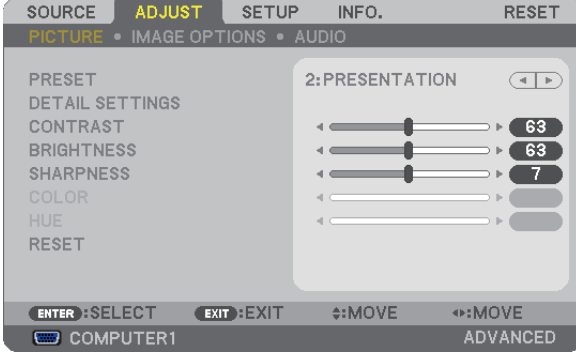 SOURCE ADJUST SETUP INFO. RESET
PICTURE • IMAGE OPTIONS • AUDIO
PRESET 2:PRESENTATION
DETAIL SETTINGS
CONTRAST 63
BRIGHTNESS 63
SHARPNESS 7
COLOR
HUE
RESET
ENTER :SELECT EXIT :EXIT :MOVE :MOVE
COMPUTER1 ADVANCED